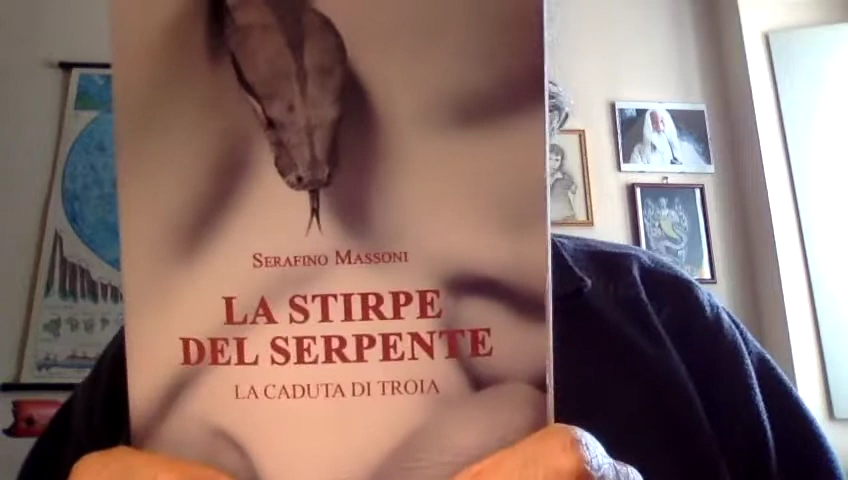 SERAFINO MASSONI
LA STIRPE
DEL SERPENTE
LA CADUTA DI TROIA